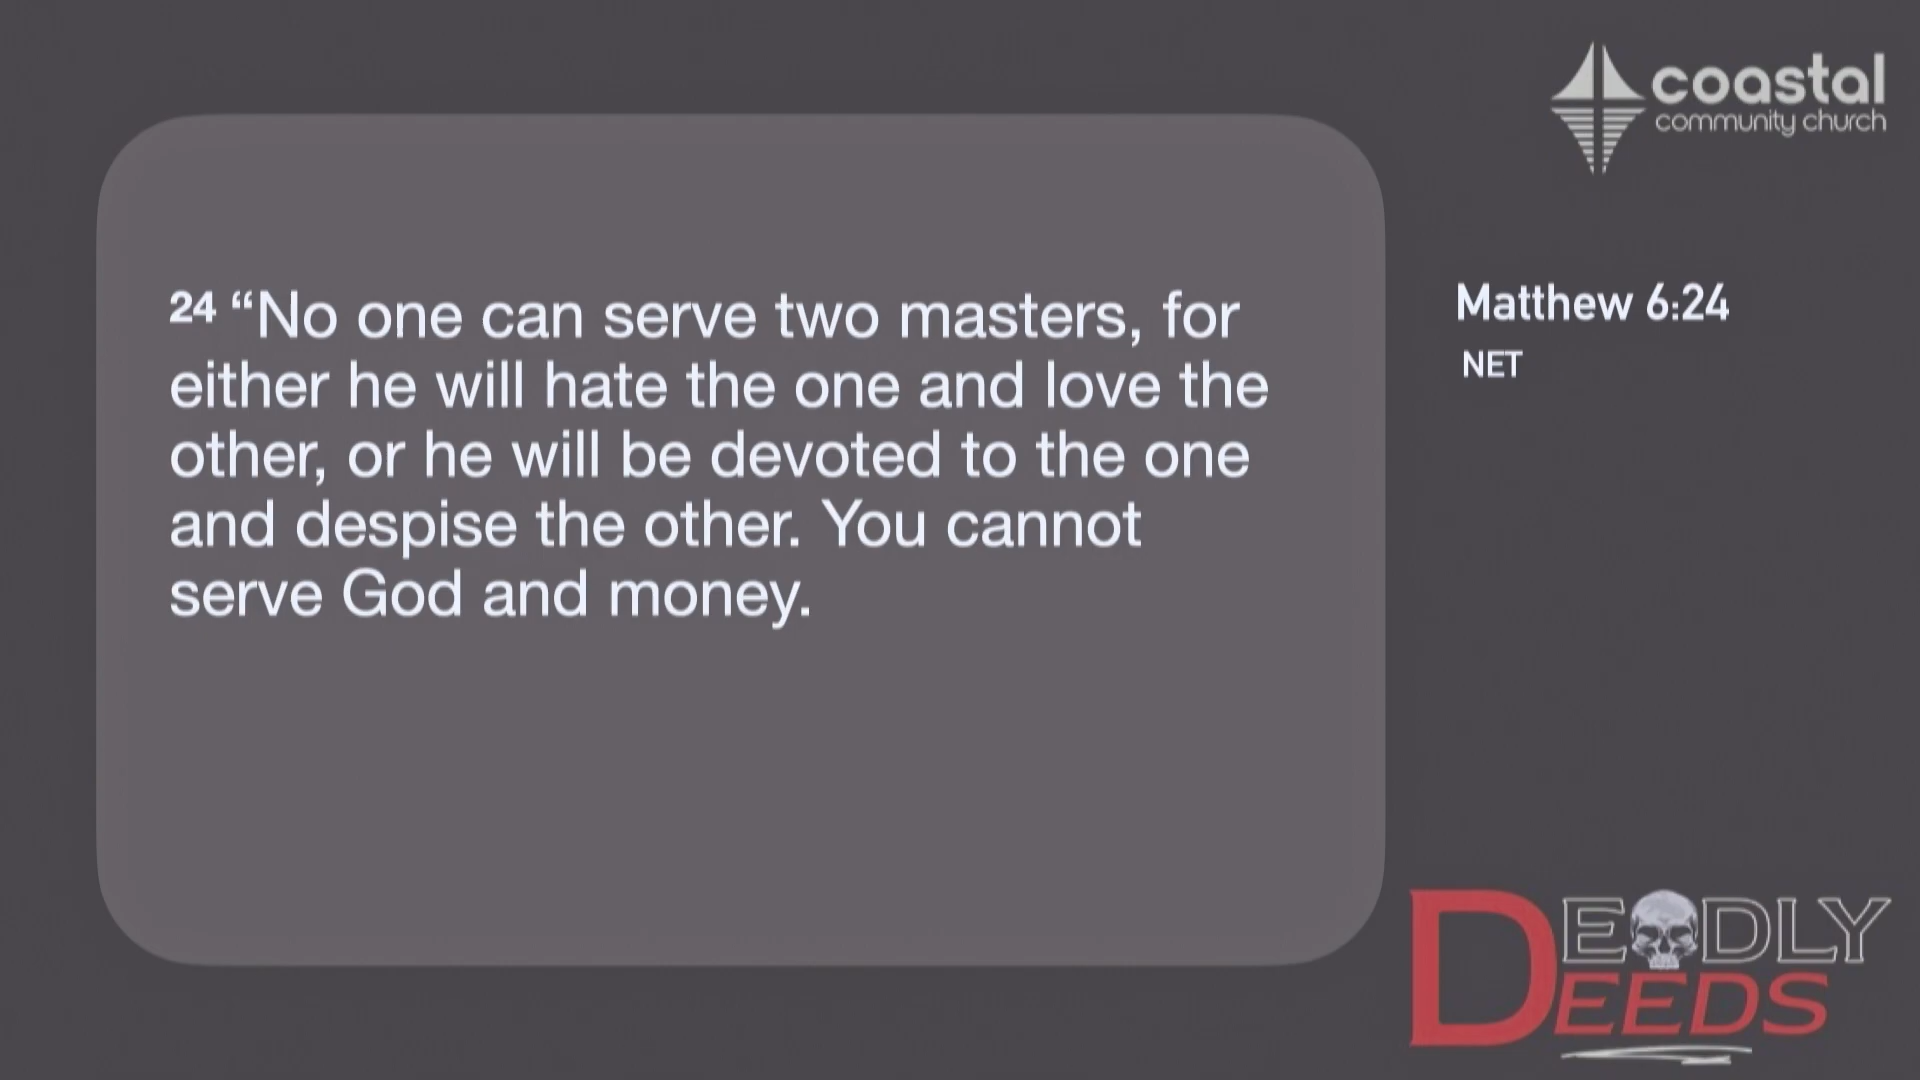 coastal
community church
24 “No one can serve two masters, for
either he will hate the one and love the
other, or he will be devoted to the one
and despise the other. You cannot
serve God and money.
Matthew 6:24
NET
DEADLY
DEEDS